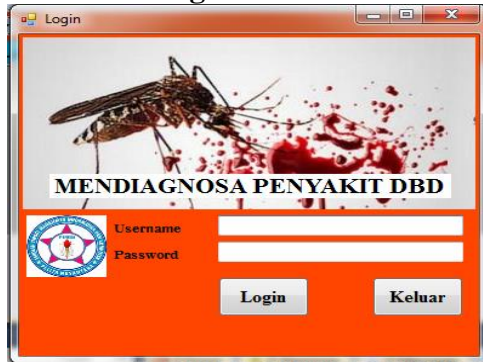 Login
MENDIAGNOSA PENYAKIT DBD
Username
Password
Login
Keluar